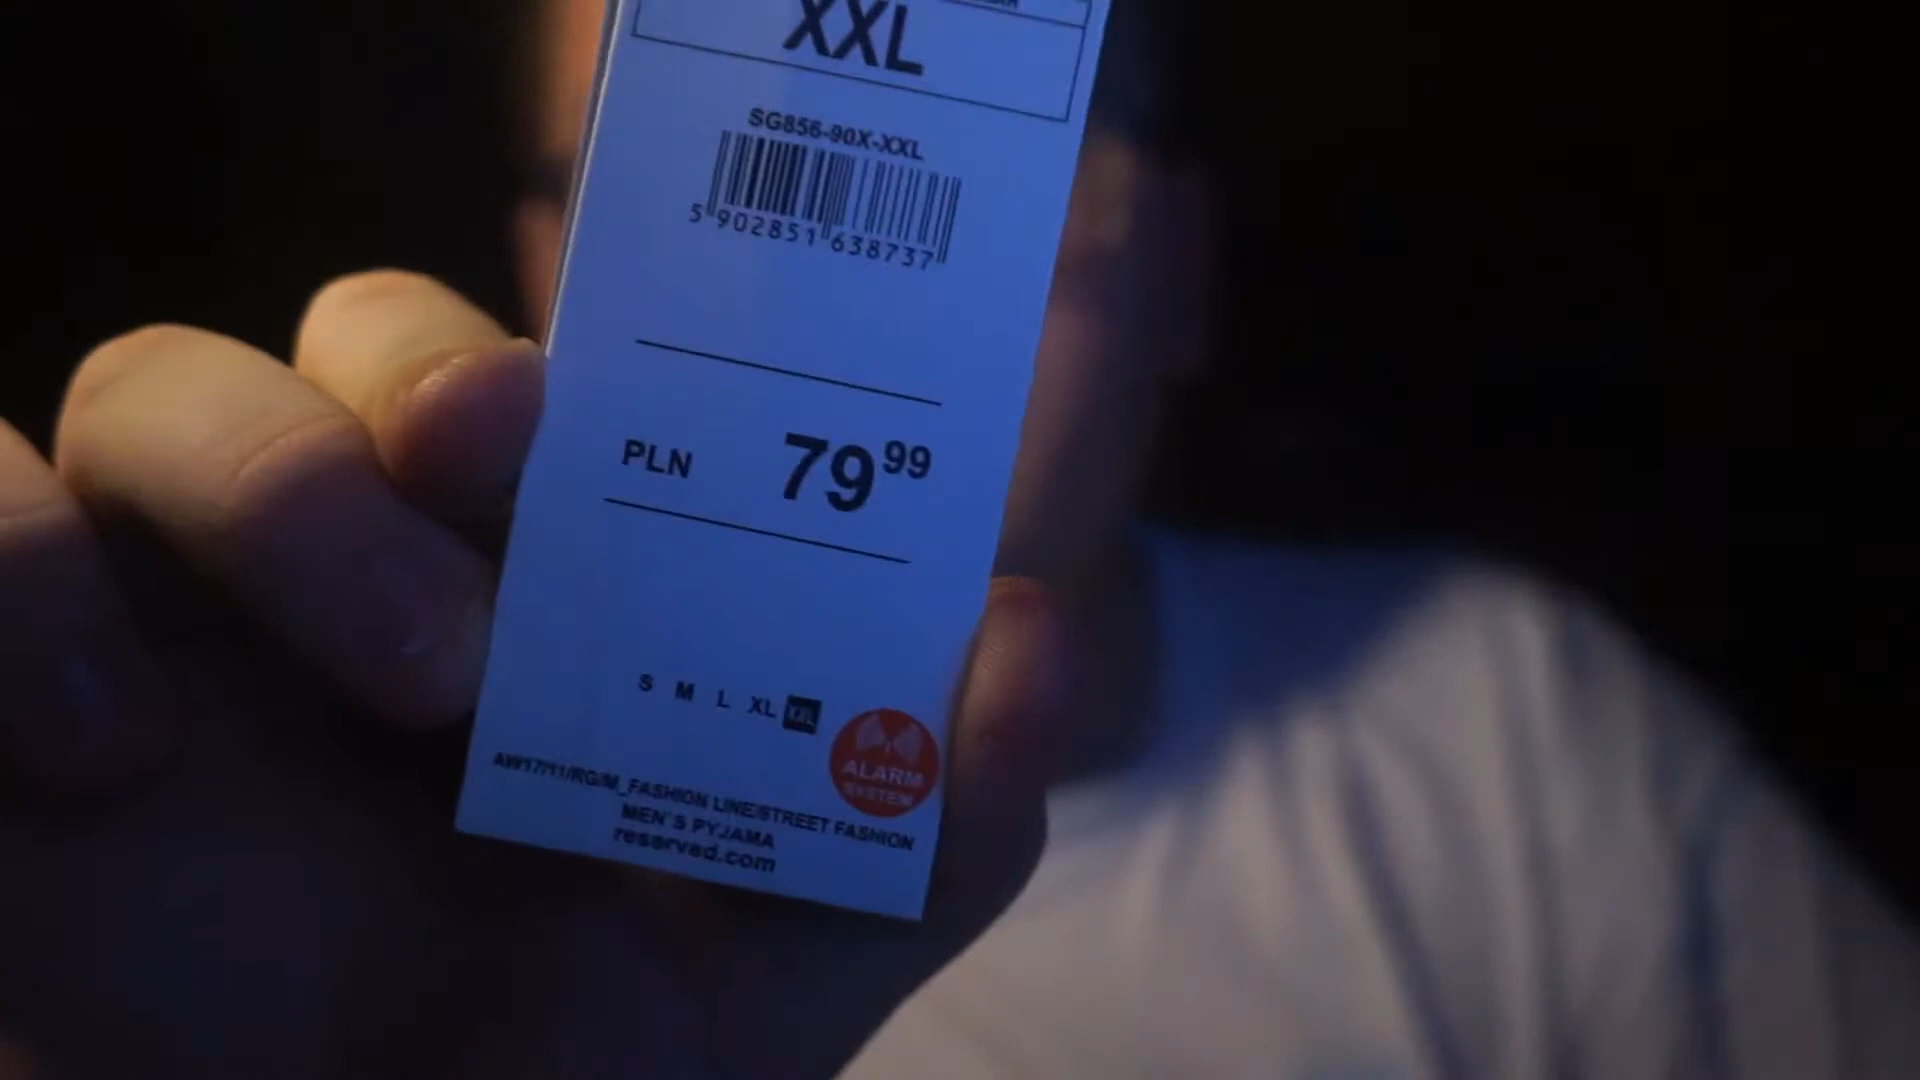 XXL
SG856-90X-XXL
5 902851 638737
PLN 79 99
S M L XL XXL
ALARM
SYSTEM
AW17/11/RG/M_FASHION LINE/STREET FASHION
MEN'S PYJAMA
reserved.com